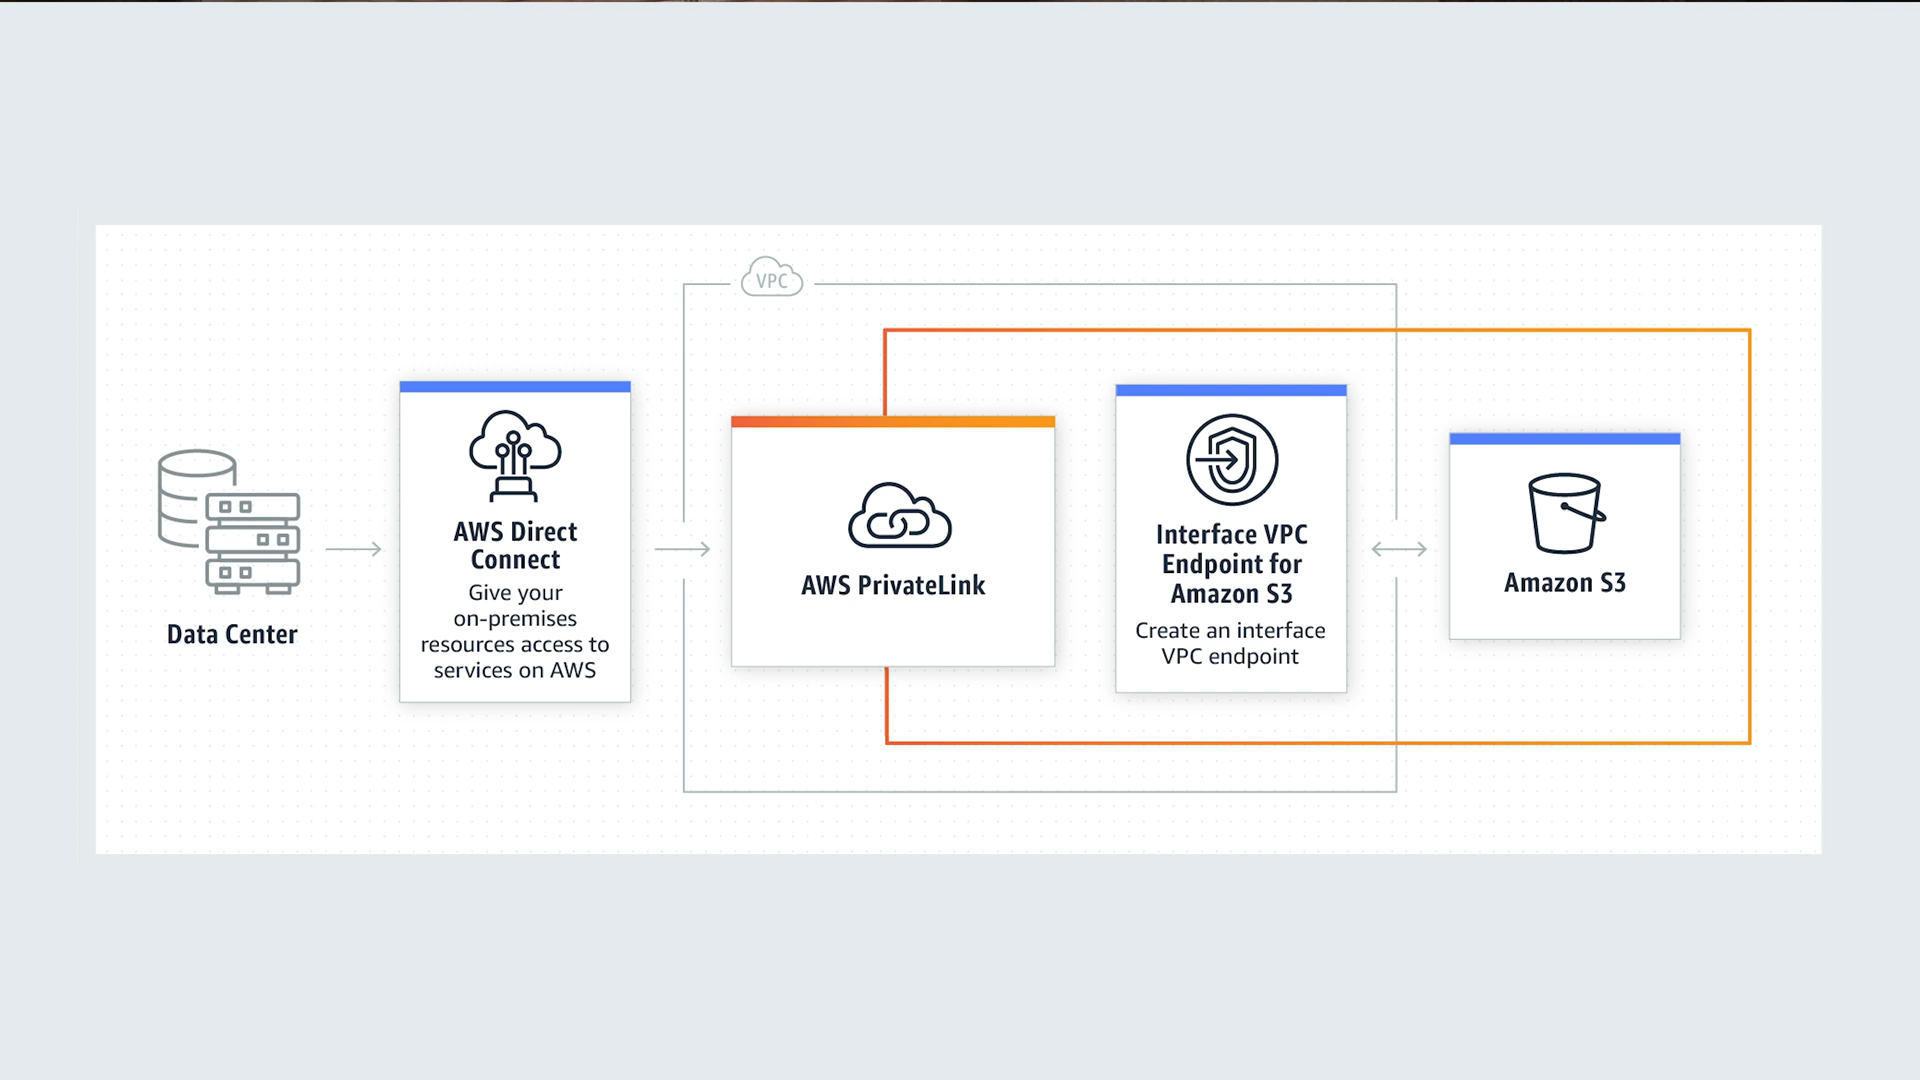 VPC
Data Center
AWS Direct
Connect
Give your
on-premises
resources access to
services on AWS
AWS PrivateLink
Interface VPC
Endpoint for
Amazon S3
Create an interface
VPC endpoint
Amazon S3